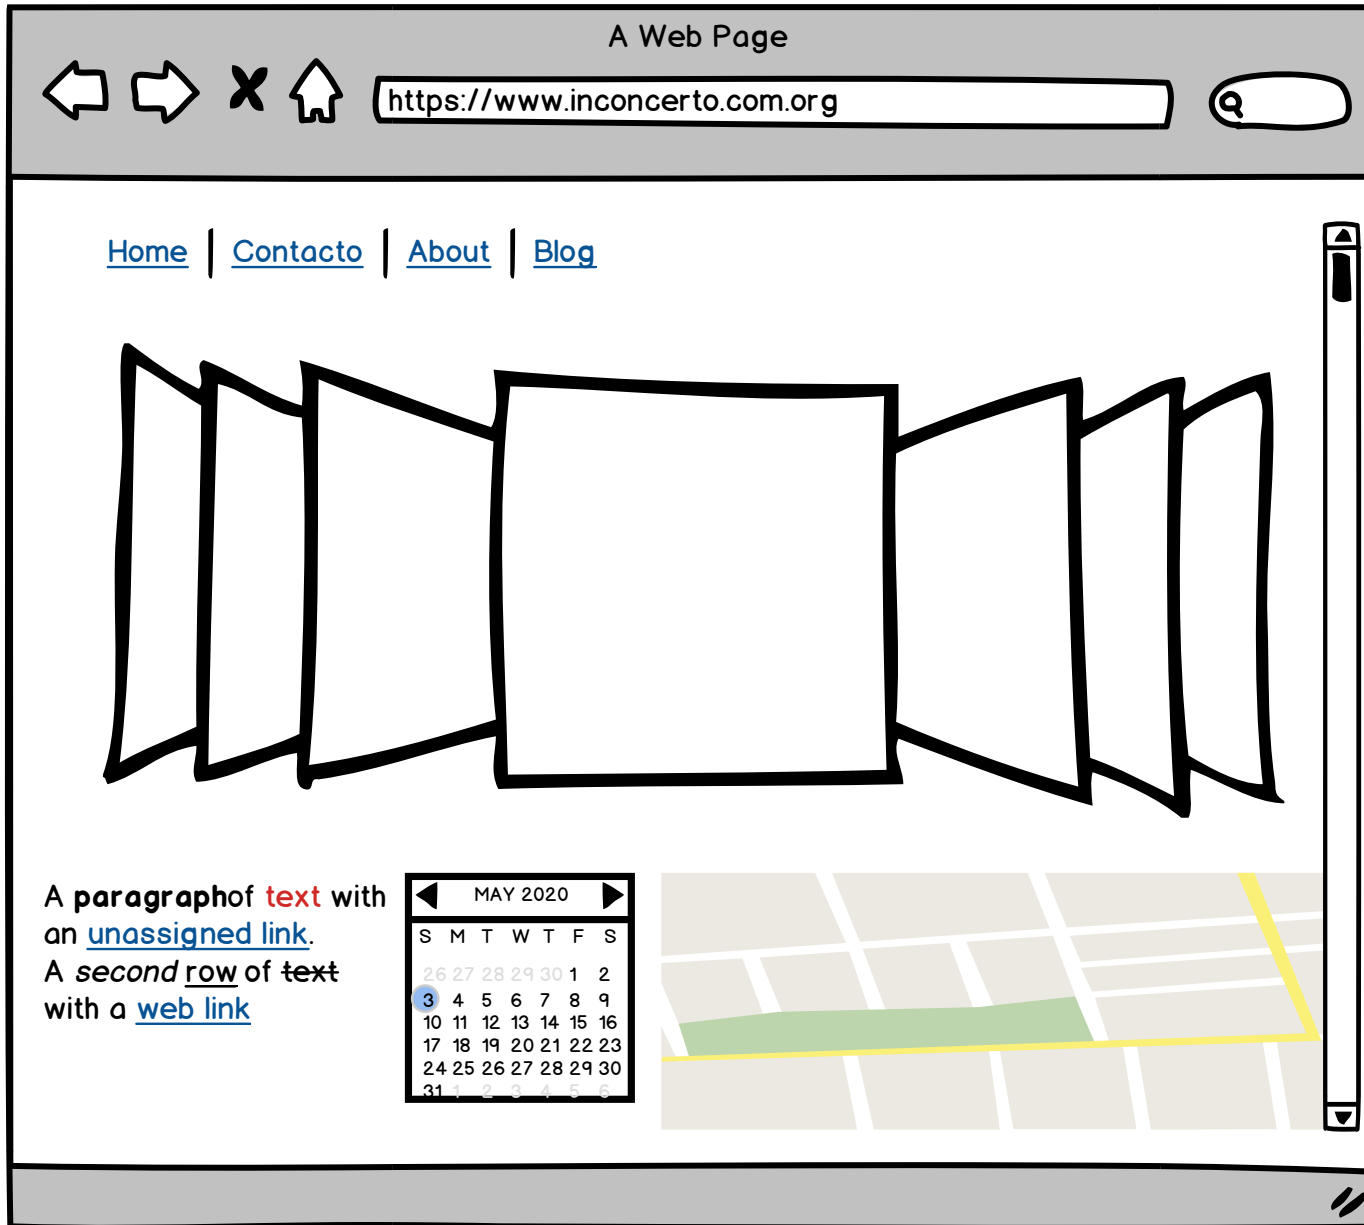 A Web Page
https://www.inconcerto.com.org
Home | Contacto | About | Blog
A paragraphof text with
an unassigned link.
A second row of text
with a web link
MAY 2020
S M T W T F S
26 27 28 29 30 1 2
3 4 5 6 7 8 9
10 11 12 13 14 15 16
17 18 19 20 21 22 23
24 25 26 27 28 29 30
31 1 2 3 4 5 6